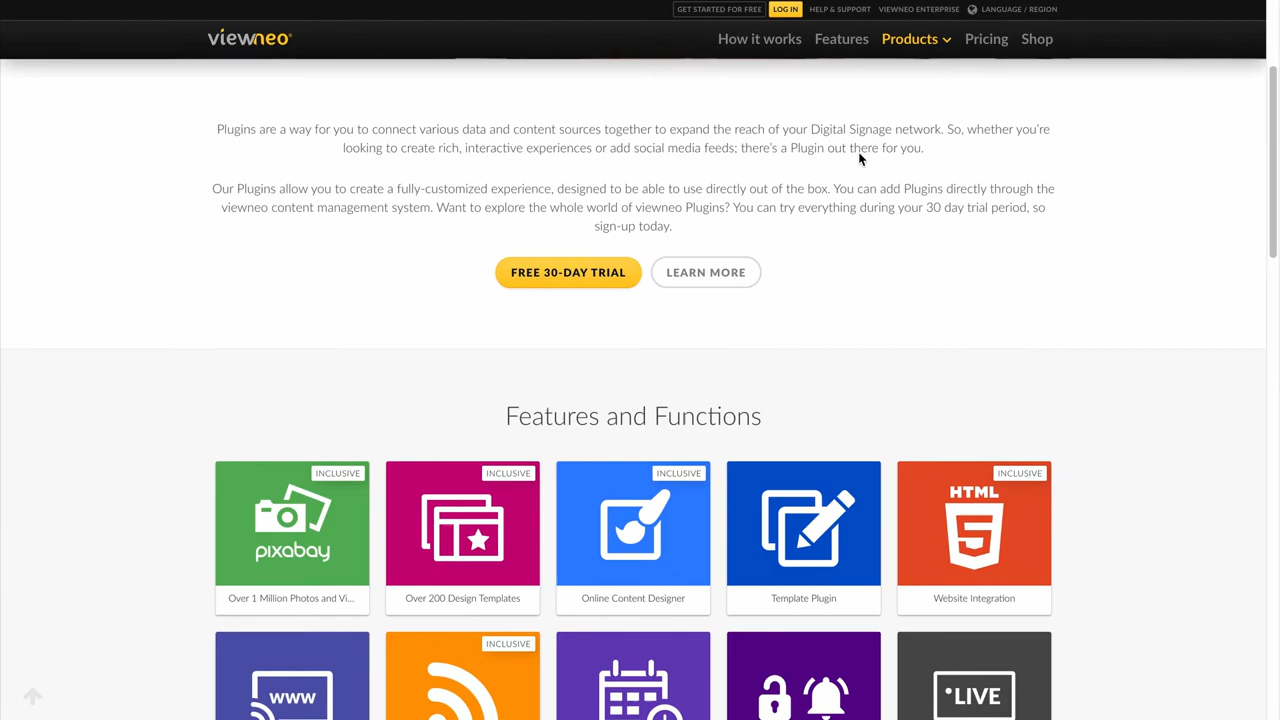 GET STARTED FOR FREE LOG IN HELP & SUPPORT VIEWNEO ENTERPRISE LANGUAGE / REGION
viewneo How it works Features Products Pricing Shop
Plugins are a way for you to connect various data and content sources together to expand the reach of your Digital Signage network. So, whether you're
looking to create rich, interactive experiences or add social media feeds; there's a Plugin out there for you.
Our Plugins allow you to create a fully-customized experience, designed to be able to use directly out of the box. You can add Plugins directly through the
viewneo content management system. Want to explore the whole world of viewneo Plugins? You can try everything during your 30 day trial period, so
sign-up today.
FREE 30-DAY TRIAL LEARN MORE
Features and Functions
INCLUSIVE INCLUSIVE INCLUSIVE INCLUSIVE
HTML
5
pixabay
Over 1 Million Photos and Vi... Over 200 Design Templates Online Content Designer Template Plugin Website Integration
INCLUSIVE
WWW LIVE